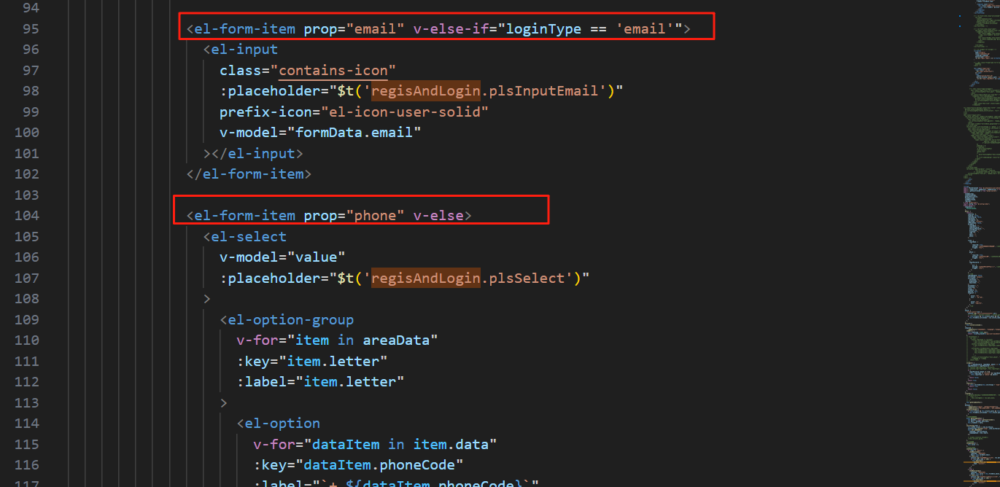 94
95 <el-form-item prop="email" v-else-if="loginType == 'email'">
96 <el-input
97 class="contains-icon"
98 :placeholder="$t('regisAndLogin.plsInputEmail')"
99 prefix-icon="el-icon-user-solid"
100 v-model="formData.email"
101 ></el-input>
102 </el-form-item>
103
104 <el-form-item prop="phone" v-else>
105 <el-select
106 v-model="value"
107 :placeholder="$t('regisAndLogin.plsSelect')"
108 >
109 <el-option-group
110 v-for="item in areaData"
111 :key="item.letter"
112 :label="item.letter"
113 >
114 <el-option
115 v-for="dataItem in item.data"
116 :key="dataItem.phoneCode"
117 :label="`+ ${dataItem.phoneCode}`"